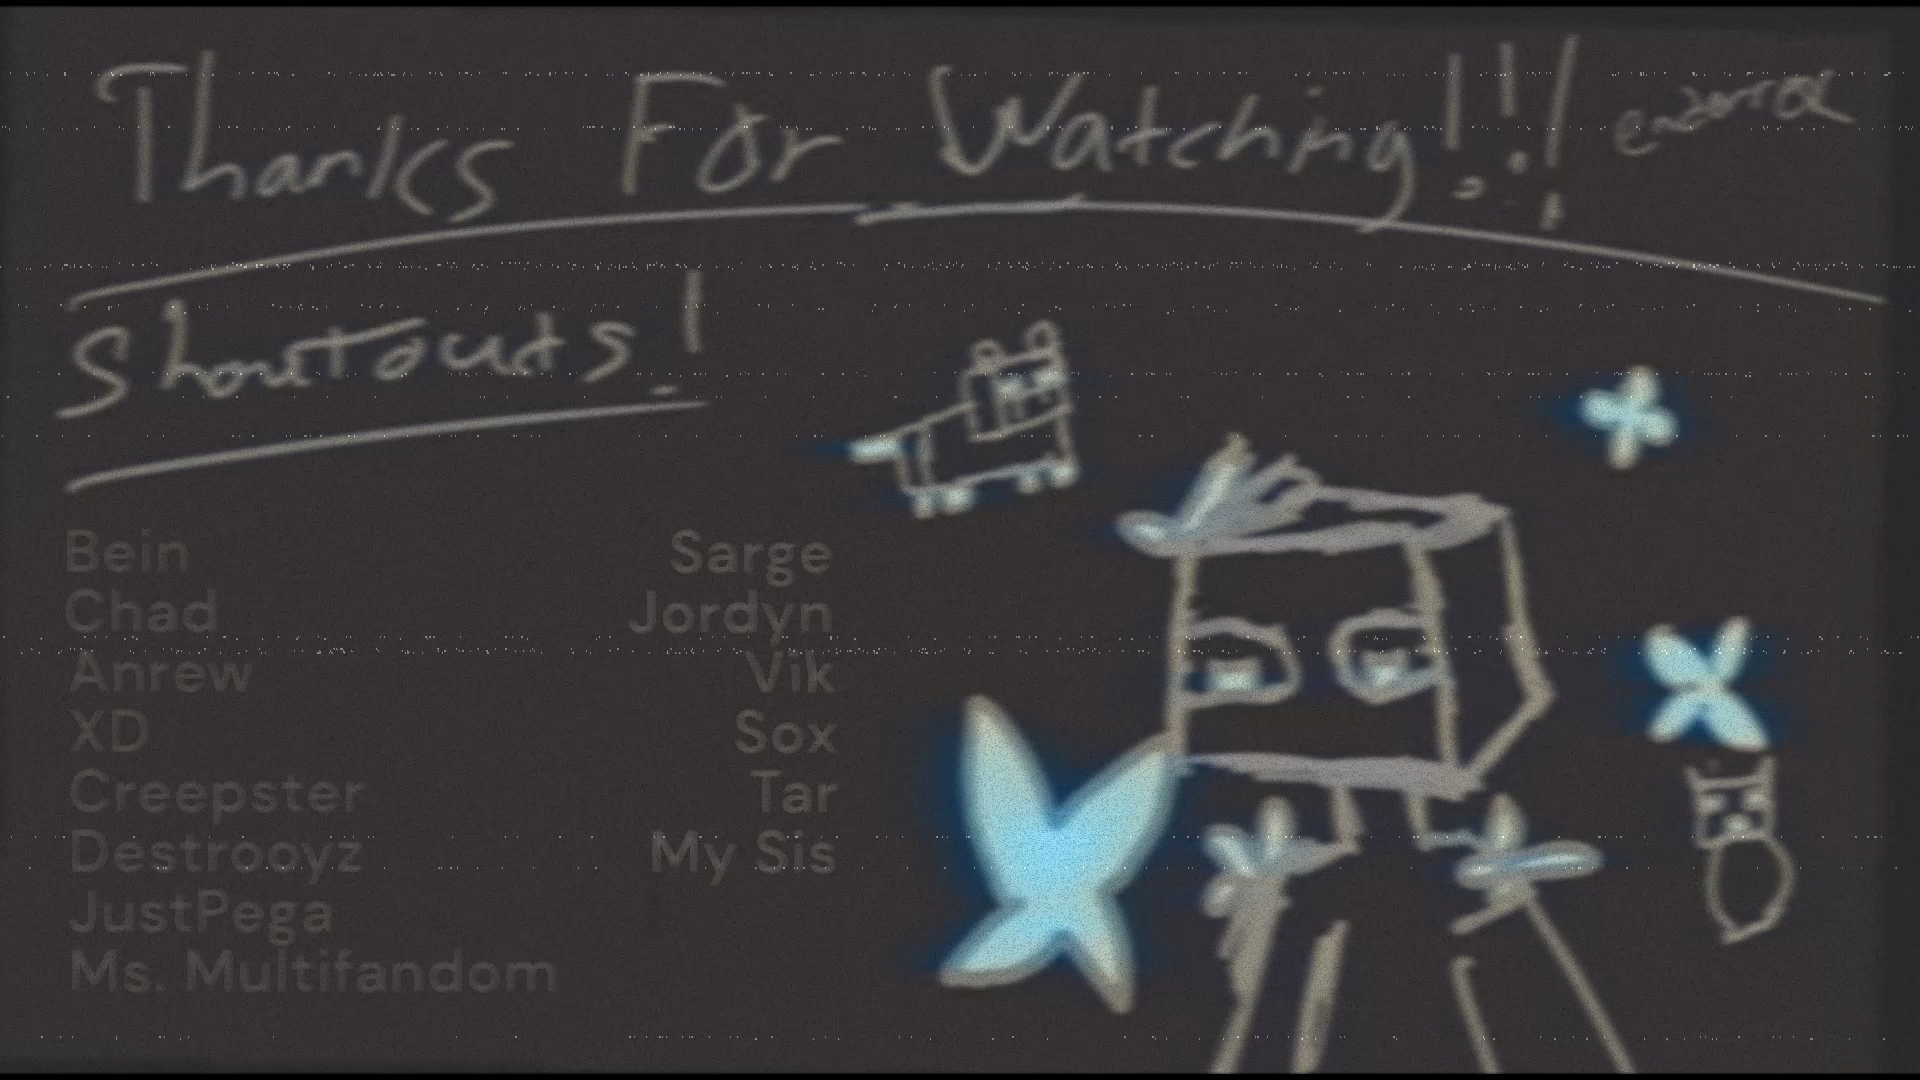 Thanks For Watching!!!
Shoutouts!
Bein
Chad
Anrew
XD
Creepster
Destrooyz
JustPega
Ms. Multifandom
Sarge
Jordyn
Vik
Sox
Tar
My Sis